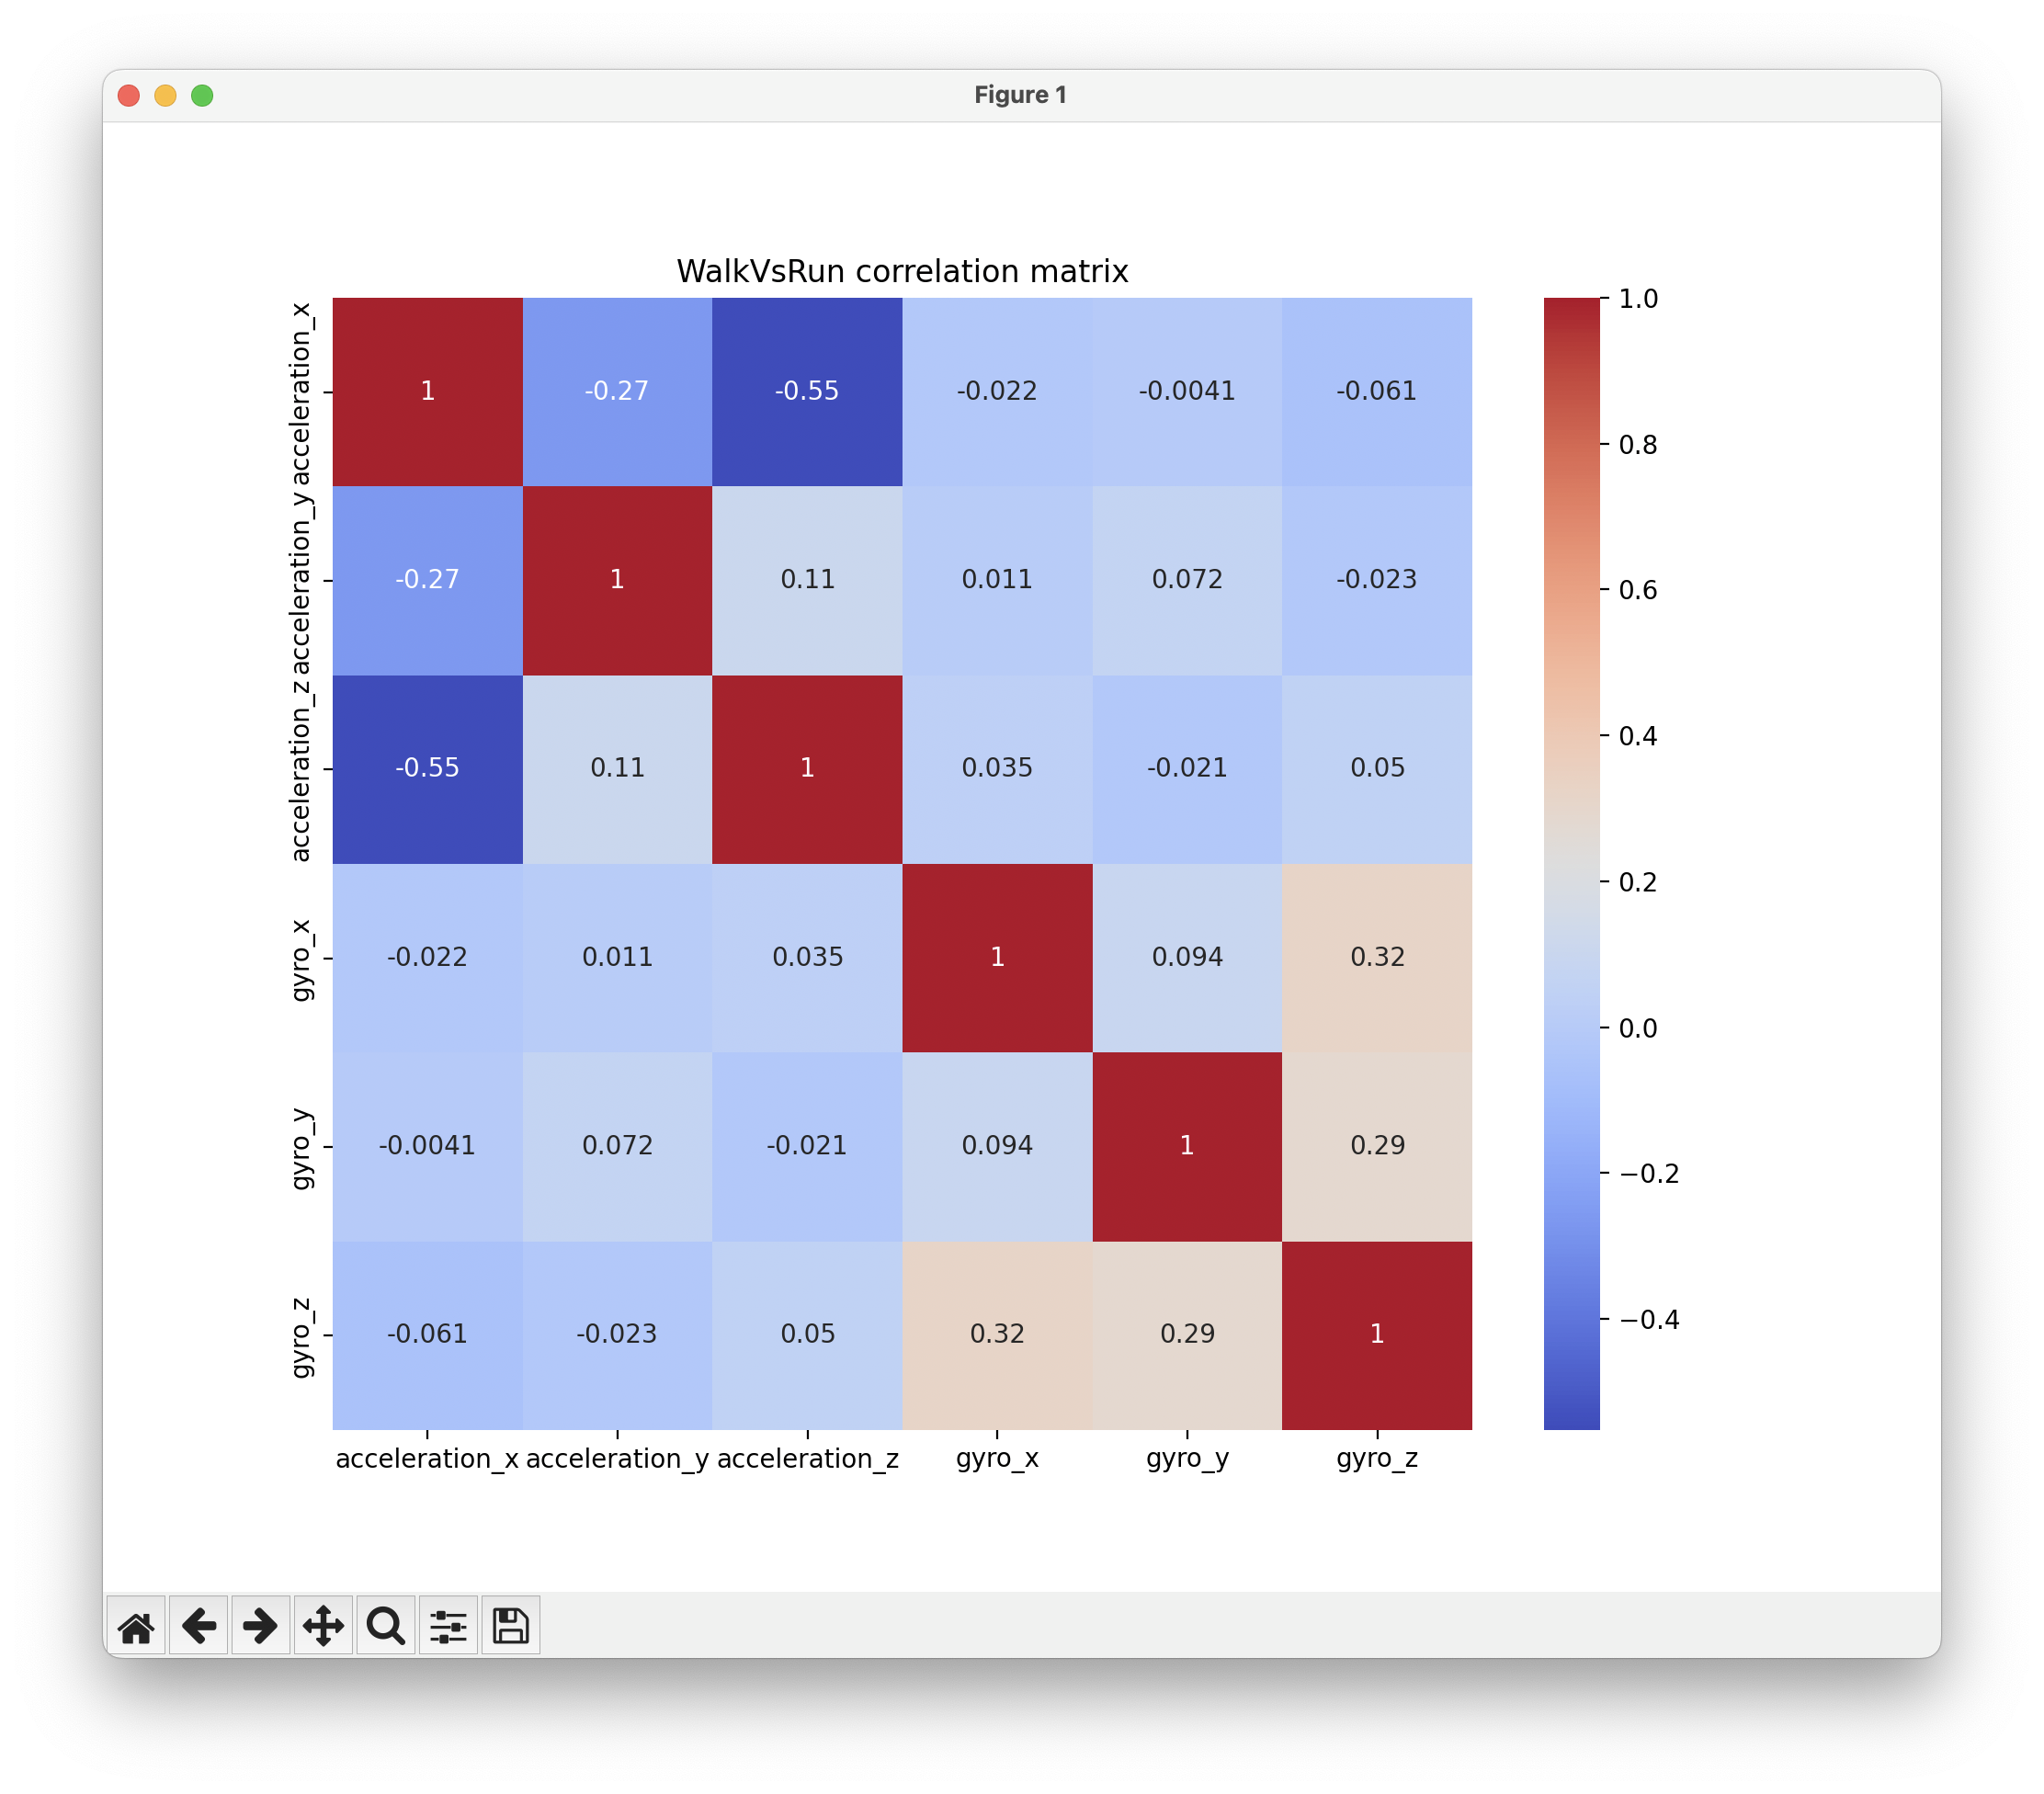 Figure 1
WalkVsRun correlation matrix
acceleration_x
1 -0.27 -0.55 -0.022 -0.0041 -0.061
acceleration_y
-0.27 1 0.11 0.011 0.072 -0.023
acceleration_z
-0.55 0.11 1 0.035 -0.021 0.05
gyro_x
-0.022 0.011 0.035 1 0.094 0.32
gyro_y
-0.0041 0.072 -0.021 0.094 1 0.29
gyro_z
-0.061 -0.023 0.05 0.32 0.29 1
acceleration_x acceleration_y acceleration_z gyro_x gyro_y gyro_z
1.0
0.8
0.6
0.4
0.2
0.0
−0.2
−0.4